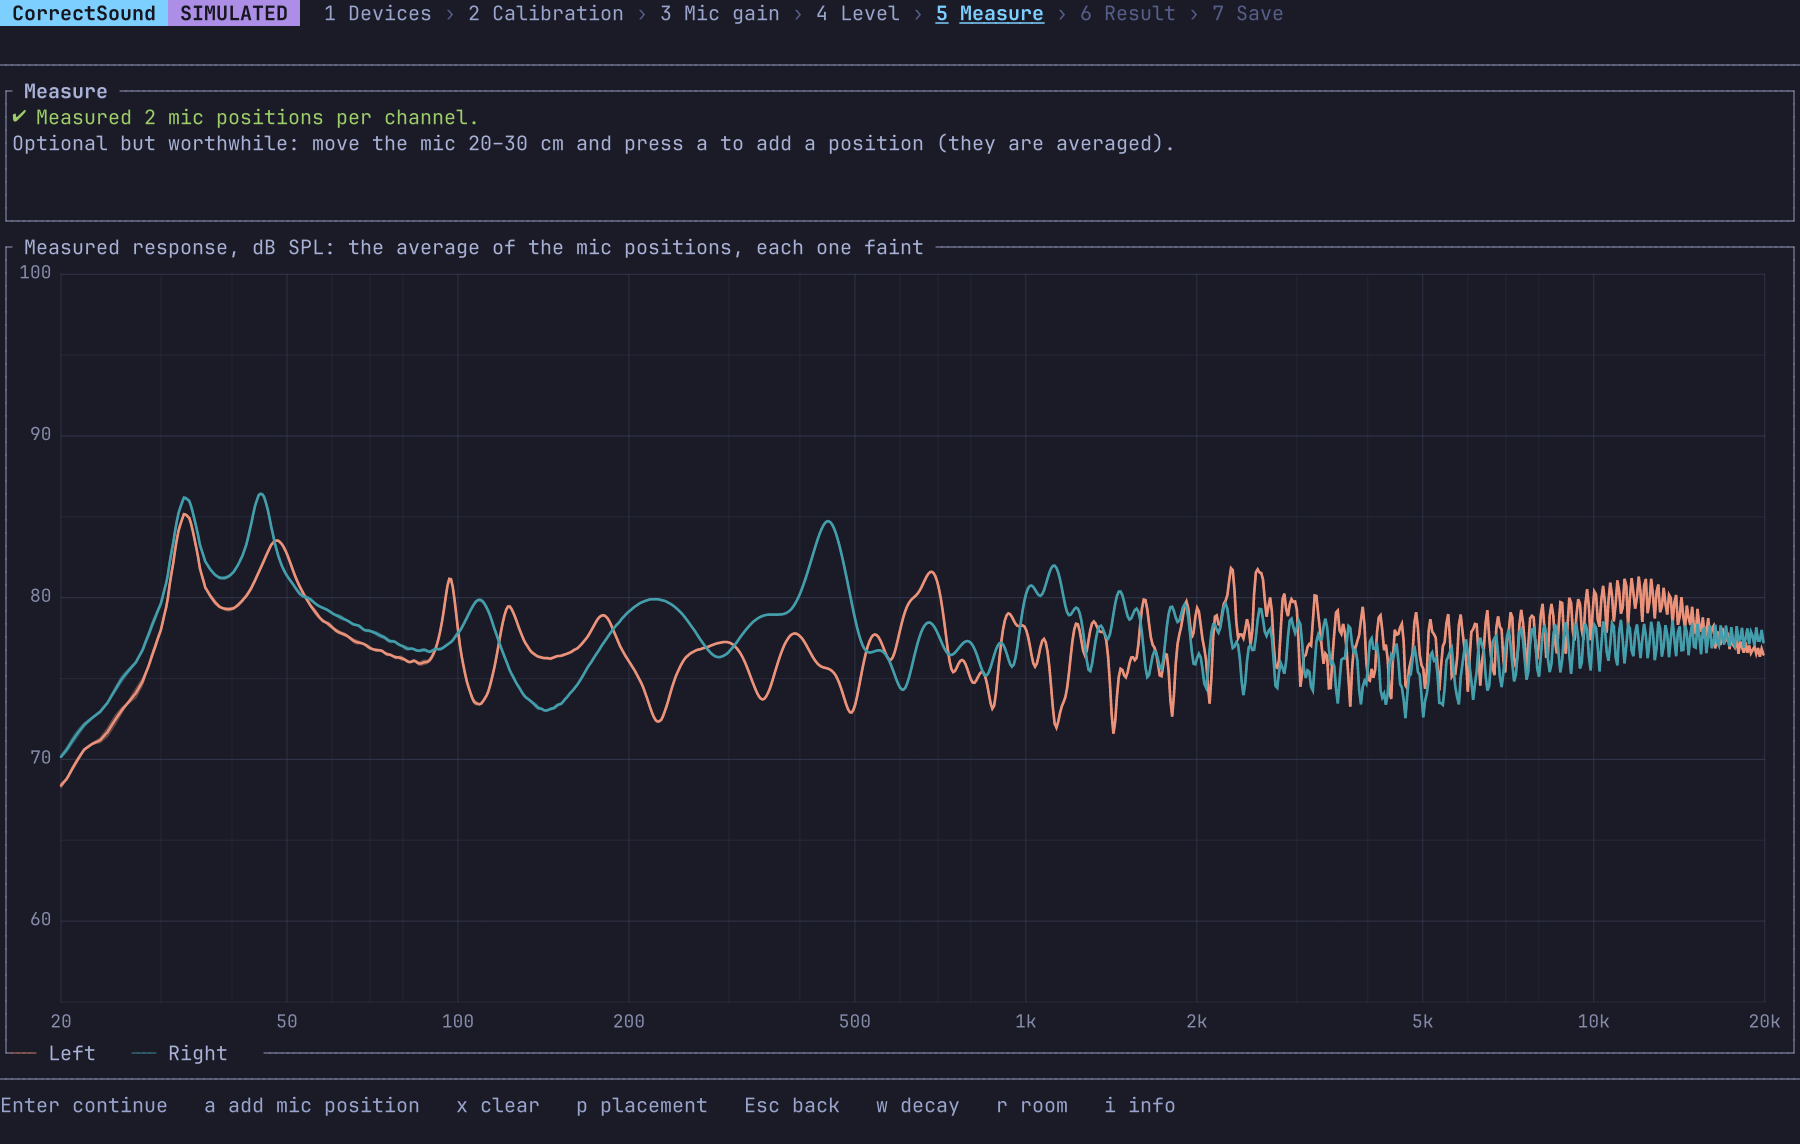 CorrectSound SIMULATED 1 Devices › 2 Calibration › 3 Mic gain › 4 Level › 5 Measure › 6 Result › 7 Save
Measure
✔ Measured 2 mic positions per channel.
Optional but worthwhile: move the mic 20–30 cm and press a to add a position (they are averaged).
Measured response, dB SPL: the average of the mic positions, each one faint
100
90
80
70
60
20 50 100 200 500 1k 2k 5k 10k 20k
Left Right
Enter continue a add mic position x clear p placement Esc back w decay r room i info